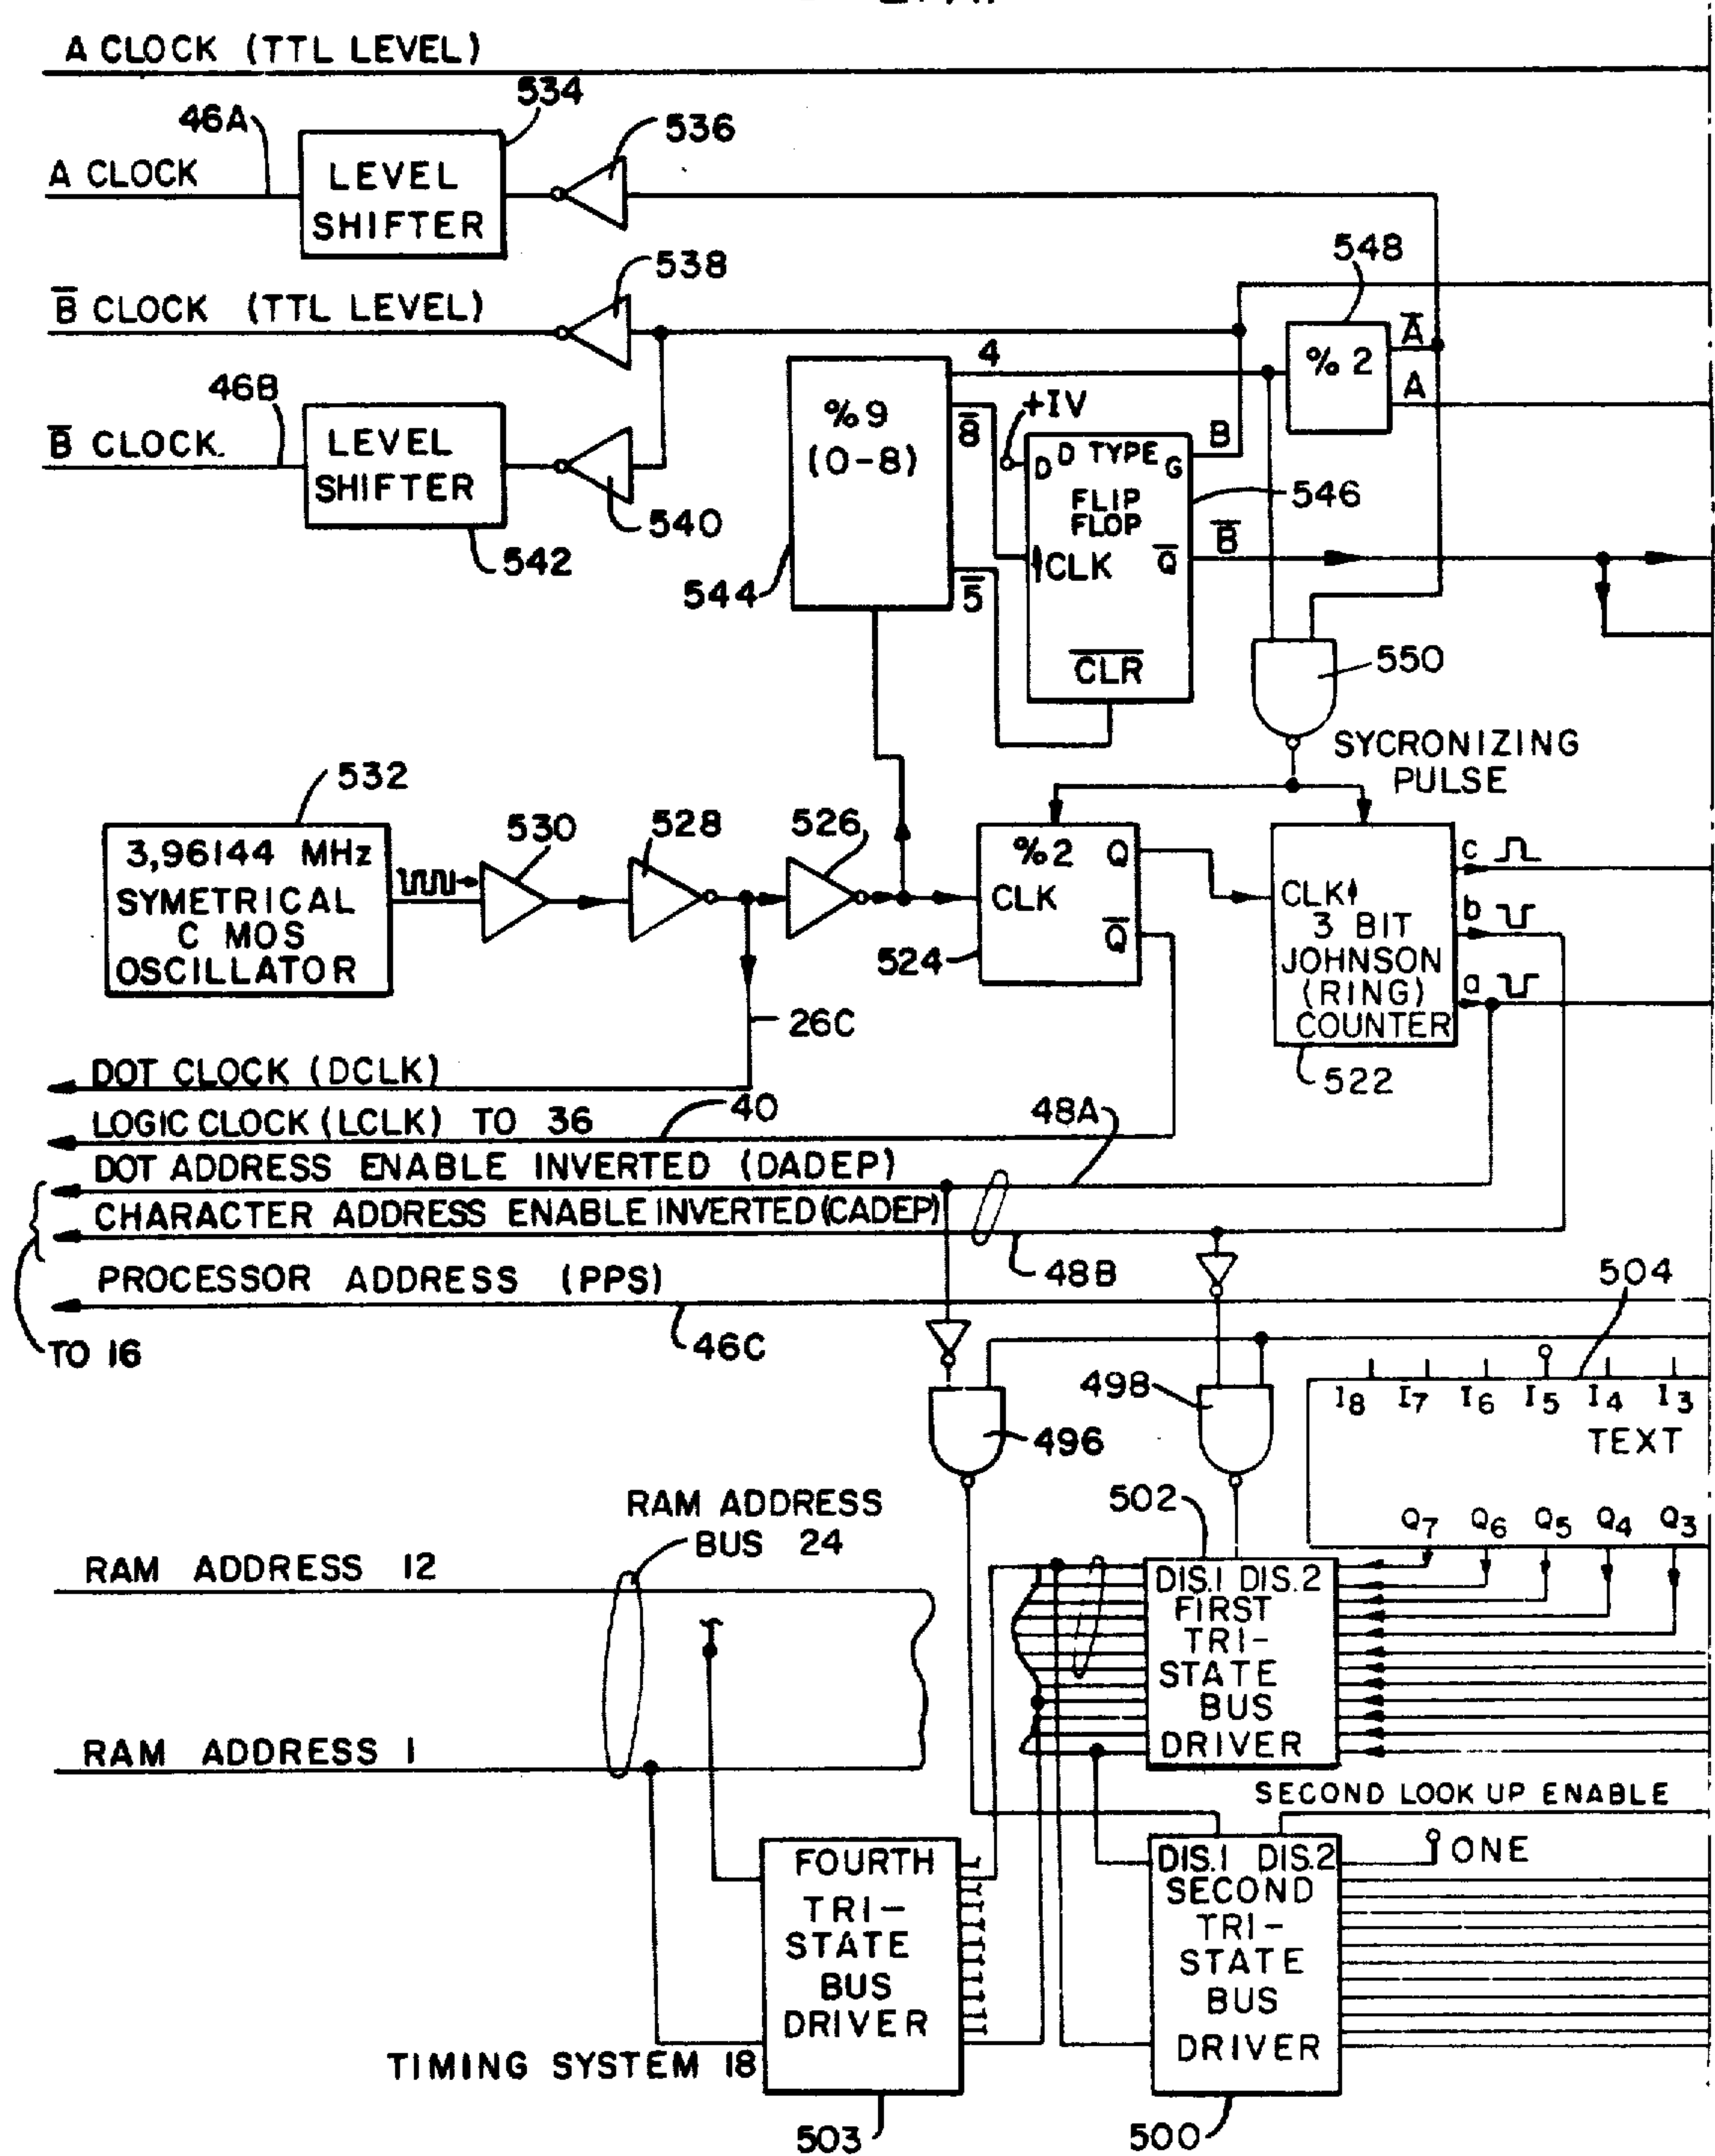 A CLOCK (TTL LEVEL)
534
46A
536
A CLOCK
LEVEL
SHIFTER
548
538
B̅ CLOCK (TTL LEVEL)
A̅
%2
4
A
46B
%9
(0-8)
+1V
8̅
B
B̅ CLOCK.
LEVEL
SHIFTER
D D TYPE G
FLIP
FLOP
546
540
B̅
542
CLK Q̅
544
5̅
C̅L̅R̅
550
SYCRONIZING
PULSE
532
530
528
526
3,96144 MHz
SYMETRICAL
C MOS
OSCILLATOR
%2 Q
CLK
Q̅
524
CLK
3 BIT
JOHNSON
(RING)
COUNTER
c
b
a
522
26C
DOT CLOCK (DCLK)
LOGIC CLOCK (LCLK) TO 36
40
48A
DOT ADDRESS ENABLE INVERTED (DADEP)
CHARACTER ADDRESS ENABLE INVERTED (CADEP)
48B
PROCESSOR ADDRESS (PPS)
504
46C
TO 16
498
I8 I7 I6 I5 I4 I3
496
TEXT
502
RAM ADDRESS
BUS 24
Q7 Q6 Q5 Q4 Q3
RAM ADDRESS 12
DIS.1 DIS.2
FIRST
TRI-
STATE
BUS
DRIVER
RAM ADDRESS 1
SECOND LOOK UP ENABLE
FOURTH
TRI-
STATE
BUS
DRIVER
DIS.1 DIS.2
ONE
SECOND
TRI-
STATE
BUS
DRIVER
TIMING SYSTEM 18
503
500